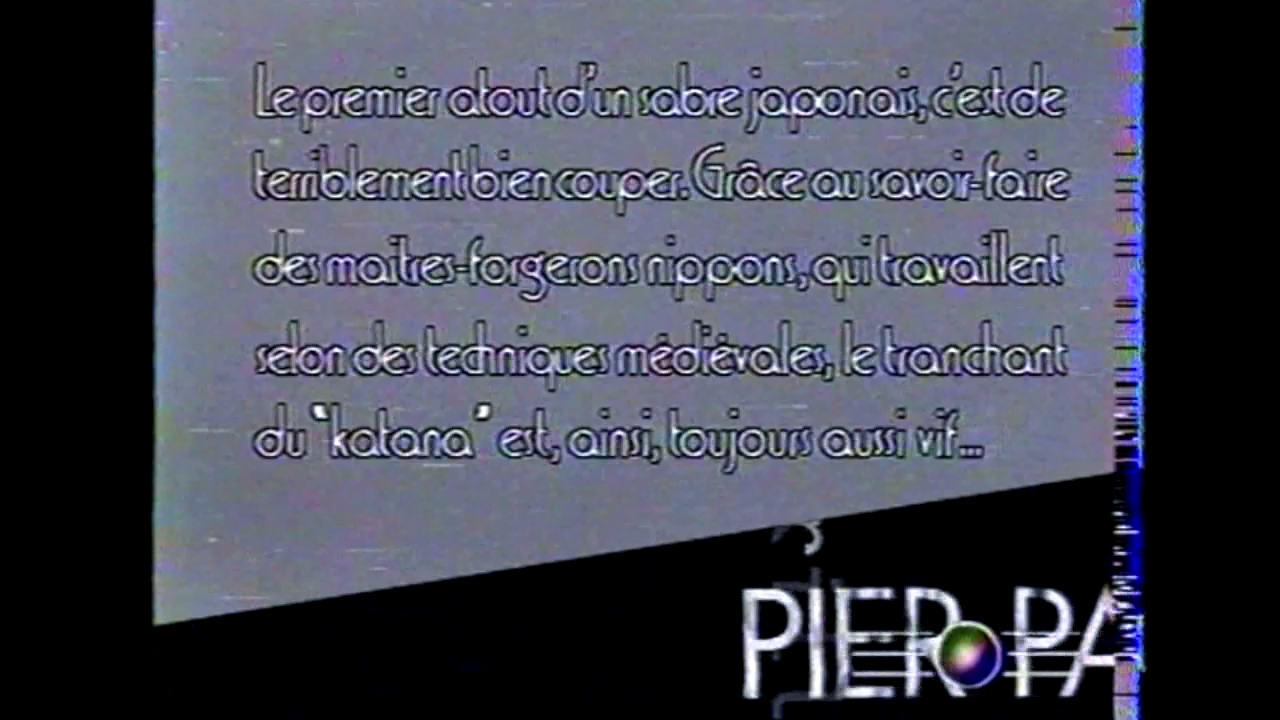 Le premier atout d'un sabre japonais, c'est de
terriblement bien couper. Grâce au savoir-faire
des maîtres-forgerons nippons, qui travaillent
selon des techniques médiévales, le tranchant
du "katana" est, ainsi, toujours aussi vif...
PIER PA